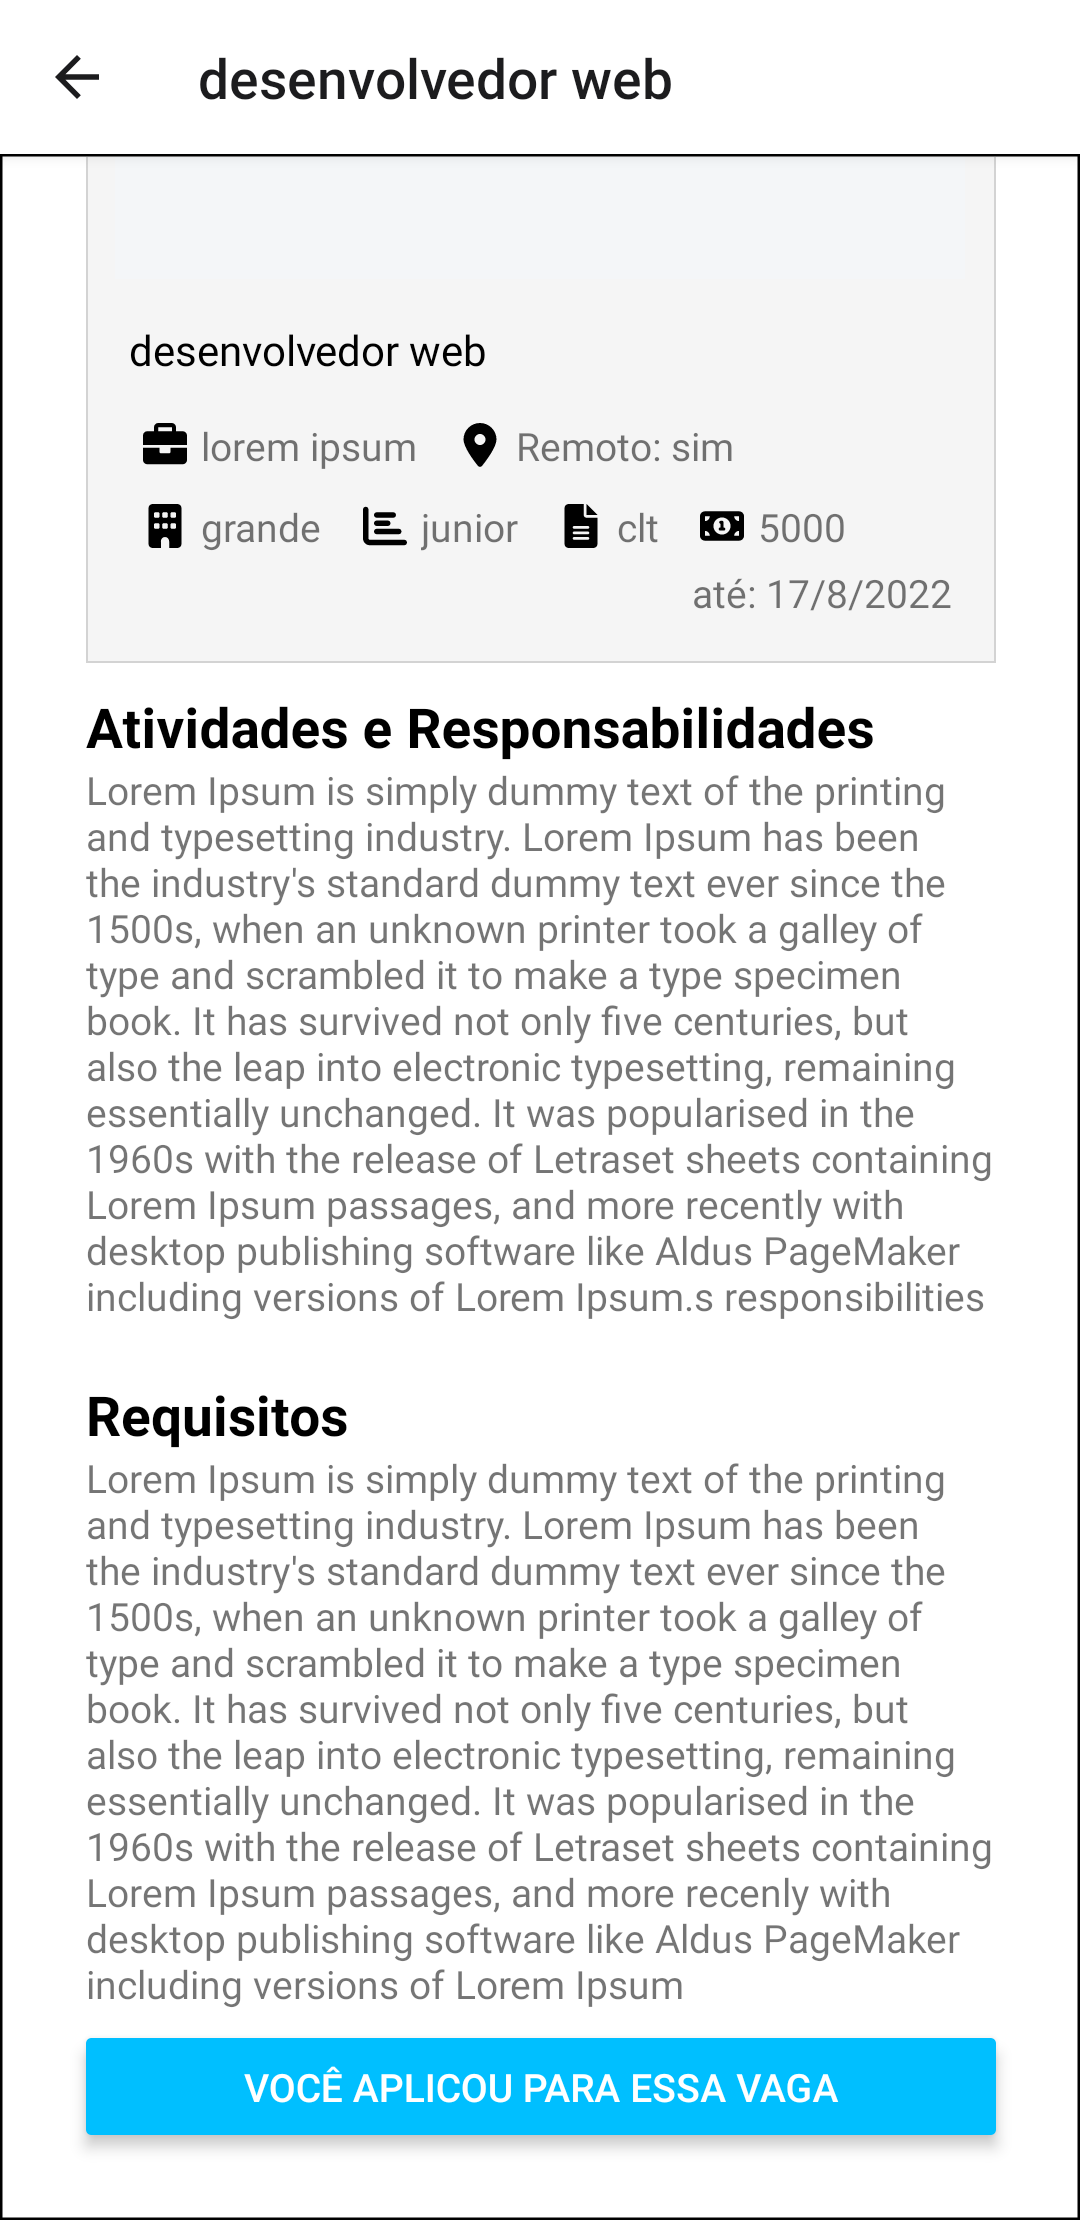 desenvolvedor web
desenvolvedor web
lorem ipsum Remoto: sim
grande junior clt 5000
até: 17/8/2022
Atividades e Responsabilidades
Lorem Ipsum is simply dummy text of the printing
and typesetting industry. Lorem Ipsum has been
the industry's standard dummy text ever since the
1500s, when an unknown printer took a galley of
type and scrambled it to make a type specimen
book. It has survived not only five centuries, but
also the leap into electronic typesetting, remaining
essentially unchanged. It was popularised in the
1960s with the release of Letraset sheets containing
Lorem Ipsum passages, and more recently with
desktop publishing software like Aldus PageMaker
including versions of Lorem Ipsum.s responsibilities
Requisitos
Lorem Ipsum is simply dummy text of the printing
and typesetting industry. Lorem Ipsum has been
the industry's standard dummy text ever since the
1500s, when an unknown printer took a galley of
type and scrambled it to make a type specimen
book. It has survived not only five centuries, but
also the leap into electronic typesetting, remaining
essentially unchanged. It was popularised in the
1960s with the release of Letraset sheets containing
Lorem Ipsum passages, and more recenly with
desktop publishing software like Aldus PageMaker
including versions of Lorem Ipsum
VOCÊ APLICOU PARA ESSA VAGA